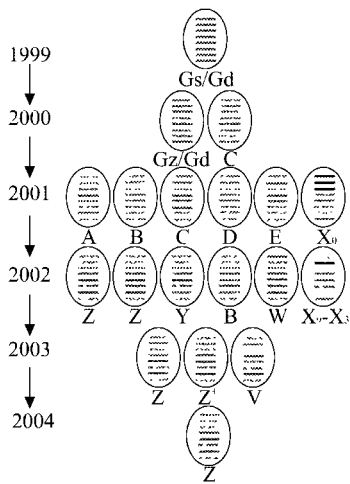 1999
Gs/Gd
2000
Gz/Gd C
2001
A B C D E X₀
2002
Z Z Y B W X₀-X₃
2003
Z Z¹ V
2004
Z